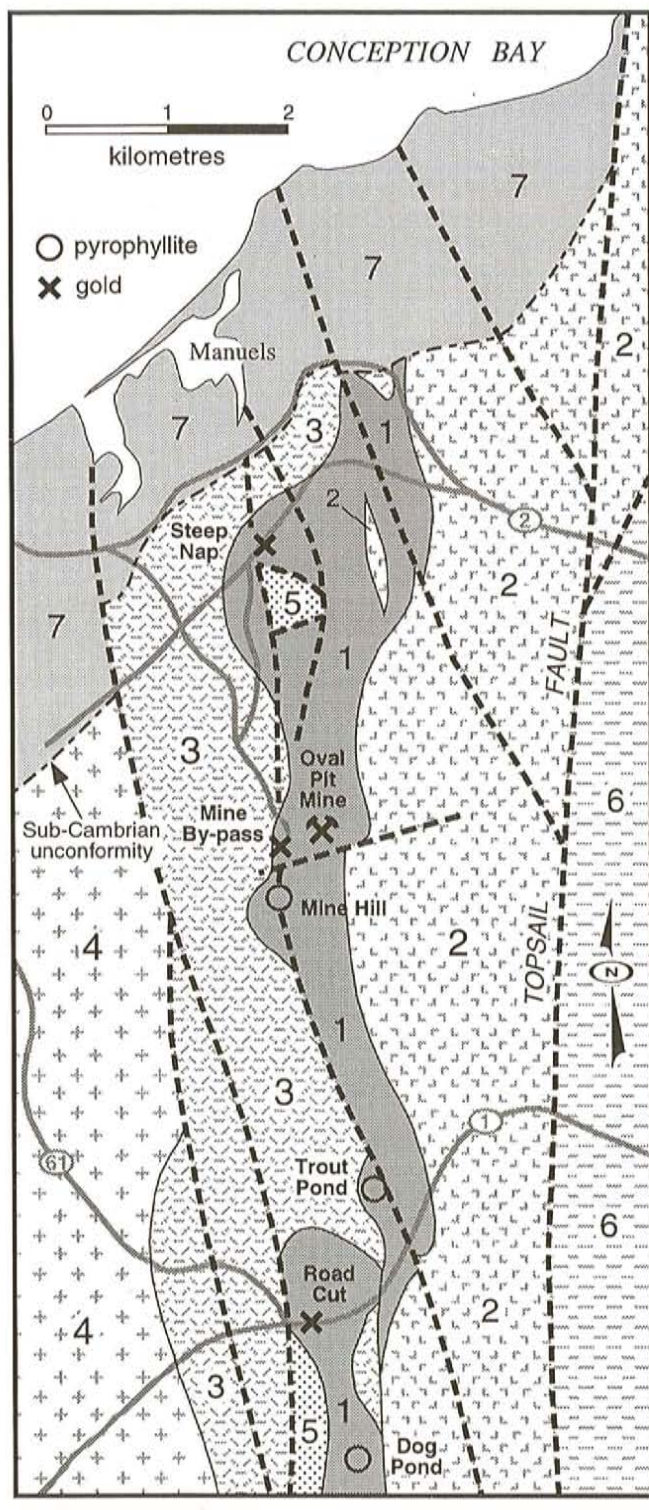 CONCEPTION BAY
0 1 2
kilometres
pyrophyllite
gold
7
7
2
Manuels
7
3
1
2
Steep
Nap
2
5
2
7
1
FAULT
3
Oval
Pit
Mine
6
Sub-Cambrian
unconformity
Mine
By-pass
Mine Hill
4
2
TOPSAIL
N
1
3
1
61
Trout
Pond
6
Road
Cut
2
4
3
5
1
Dog
Pond